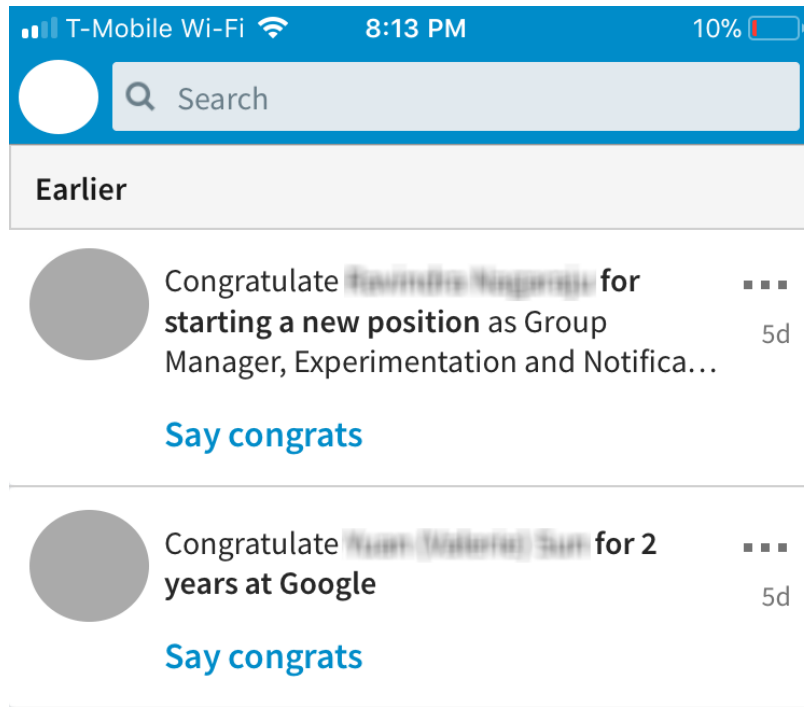 T-Mobile Wi-Fi 8:13 PM 10%
Search
Earlier
Congratulate for
starting a new position as Group
Manager, Experimentation and Notifica...
5d
Say congrats
Congratulate for 2
years at Google
5d
Say congrats